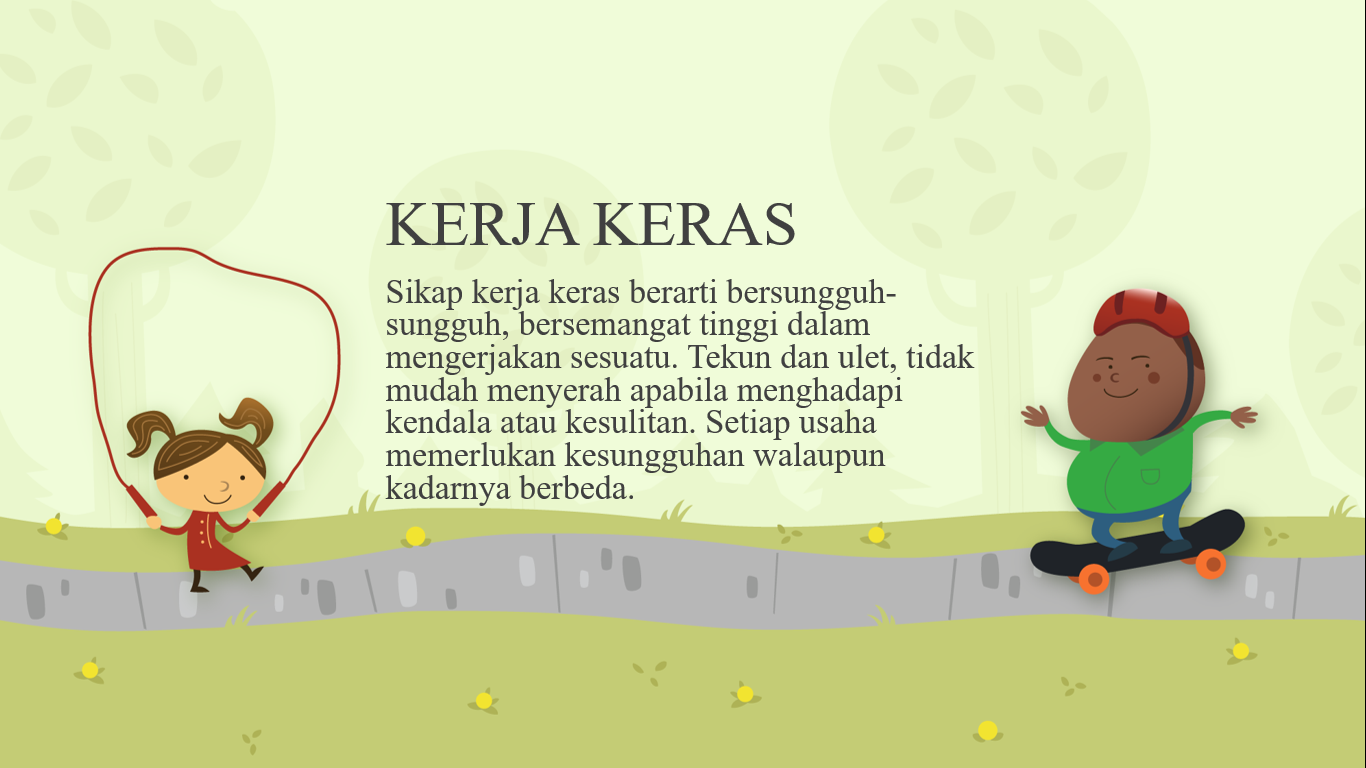 KERJA KERAS
Sikap kerja keras berarti bersungguh-
sungguh, bersemangat tinggi dalam
mengerjakan sesuatu. Tekun dan ulet, tidak
mudah menyerah apabila menghadapi
kendala atau kesulitan. Setiap usaha
memerlukan kesungguhan walaupun
kadarnya berbeda.